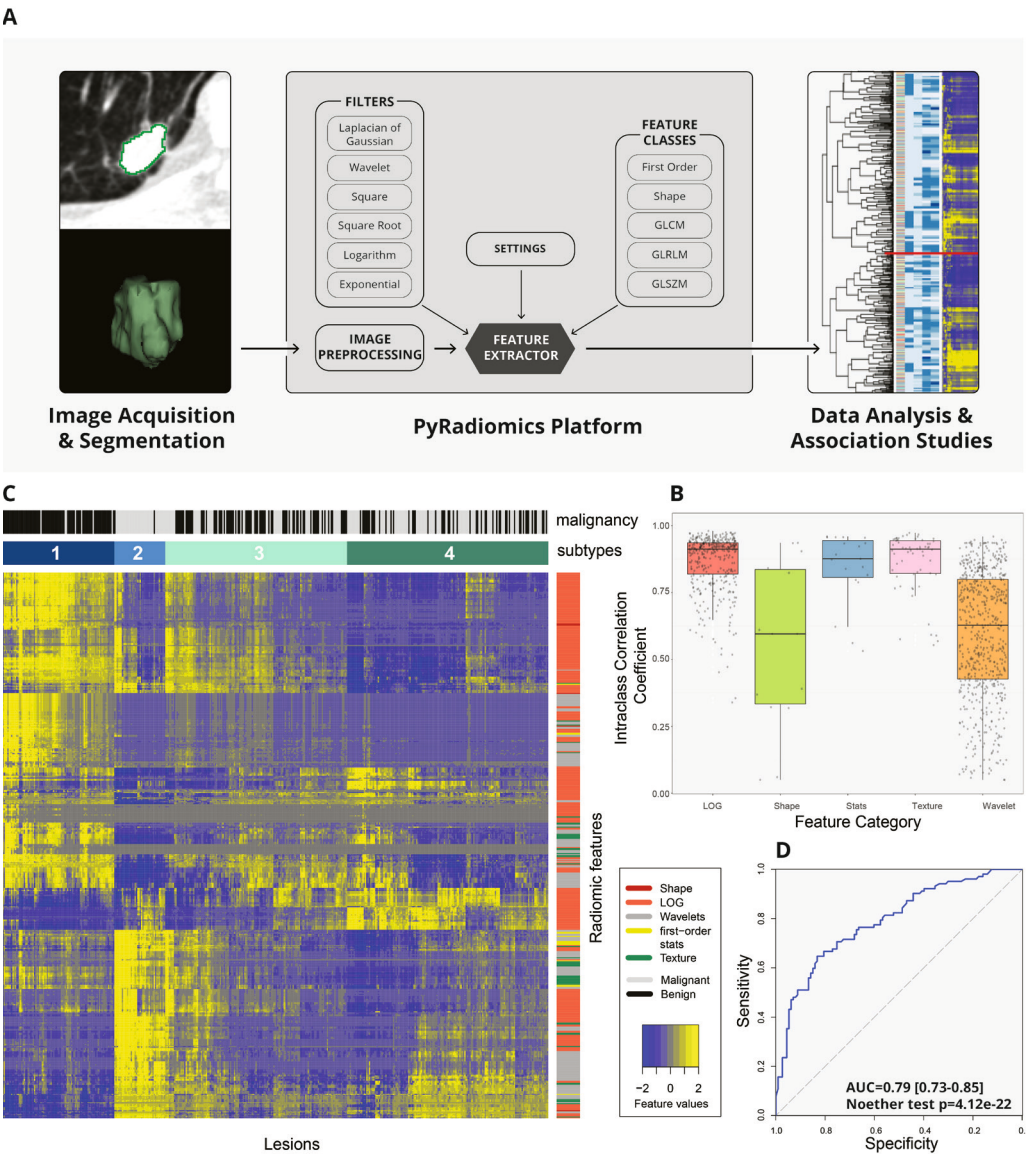 A
FILTERS
Laplacian of
Gaussian
Wavelet
Square
Square Root
Logarithm
Exponential
IMAGE
PREPROCESSING
SETTINGS
FEATURE
EXTRACTOR
FEATURE
CLASSES
First Order
Shape
GLCM
GLRLM
GLSZM
Image Acquisition
& Segmentation
PyRadiomics Platform
Data Analysis &
Association Studies
C
malignancy
1 2 3 4
subtypes
Radiomic features
Lesions
B
1.00
0.75
0.50
0.25
0.00
Intraclass Correlation
Coefficient
LOG Shape Stats Texture Wavelet
Feature Category
Shape
LOG
Wavelets
first-order
stats
Texture
Malignant
Benign
−2 0 2
Feature values
D
1.0
0.8
0.6
0.4
0.2
0.0
Sensitivity
AUC=0.79 [0.73-0.85]
Noether test p=4.12e-22
1.0 0.8 0.6 0.4 0.2 0.
Specificity